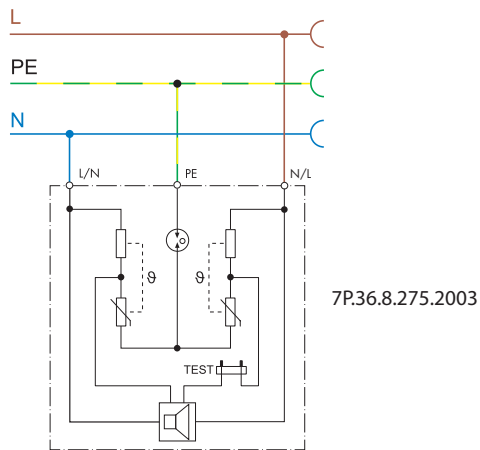 L
PE
N
L/N PE N/L
ϑ ϑ
7P.36.8.275.2003
TEST